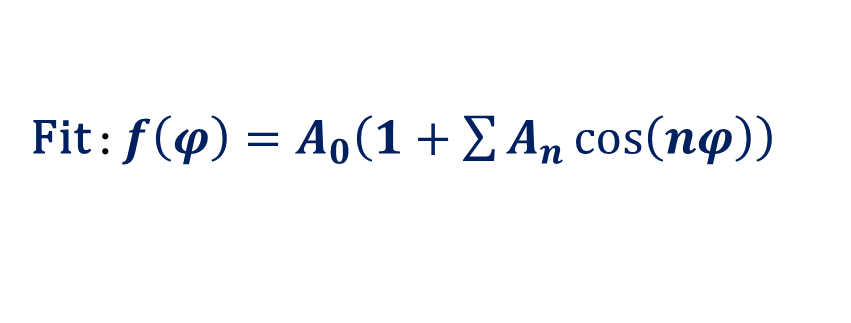 Fit: f(φ) = A₀(1 + ∑ Aₙ cos(nφ))